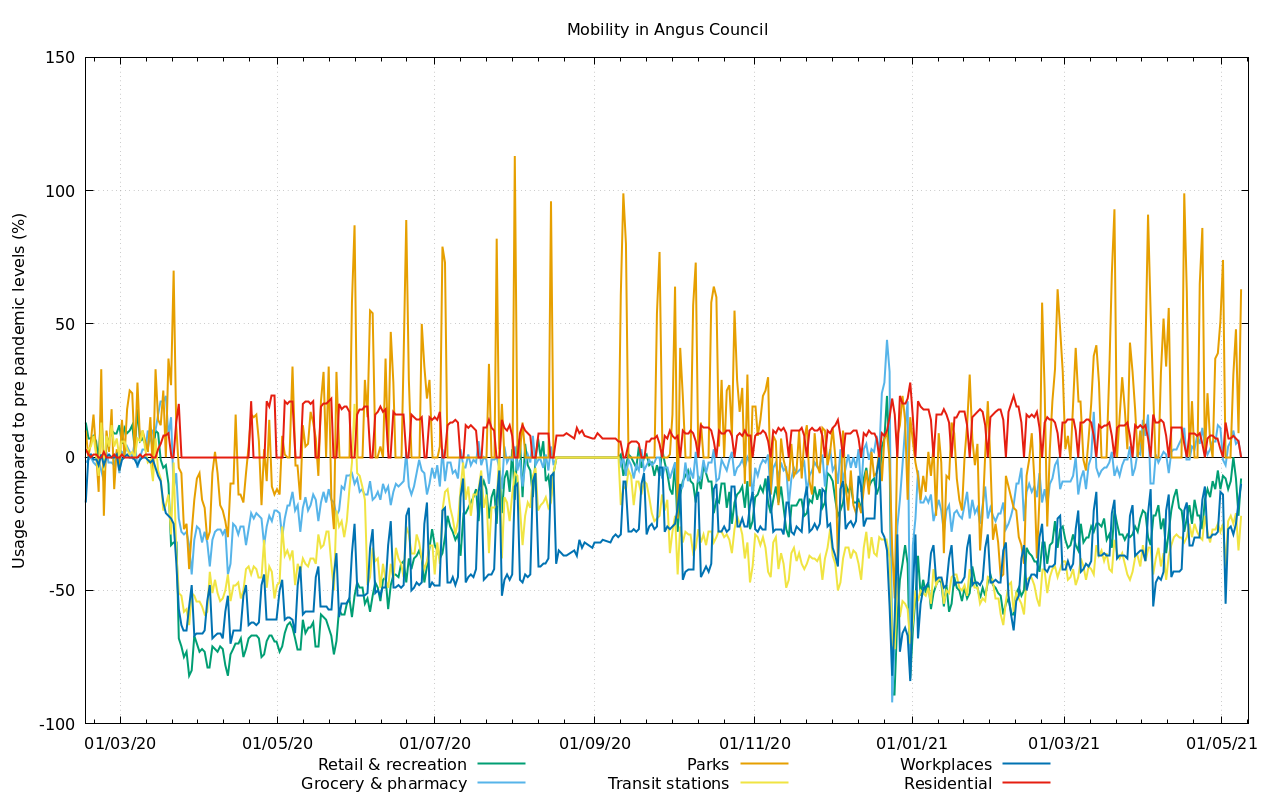 Mobility in Angus Council
Usage compared to pre pandemic levels (%)
150
100
50
0
-50
-100
01/03/20 01/05/20 01/07/20 01/09/20 01/11/20 01/01/21 01/03/21 01/05/21
Retail & recreation Parks Workplaces
Grocery & pharmacy Transit stations Residential